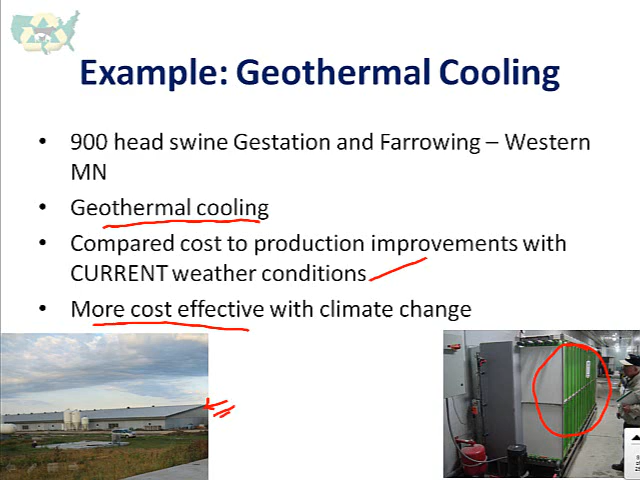 Example: Geothermal Cooling
• 900 head swine Gestation and Farrowing – Western
MN
• Geothermal cooling
• Compared cost to production improvements with
CURRENT weather conditions
• More cost effective with climate change